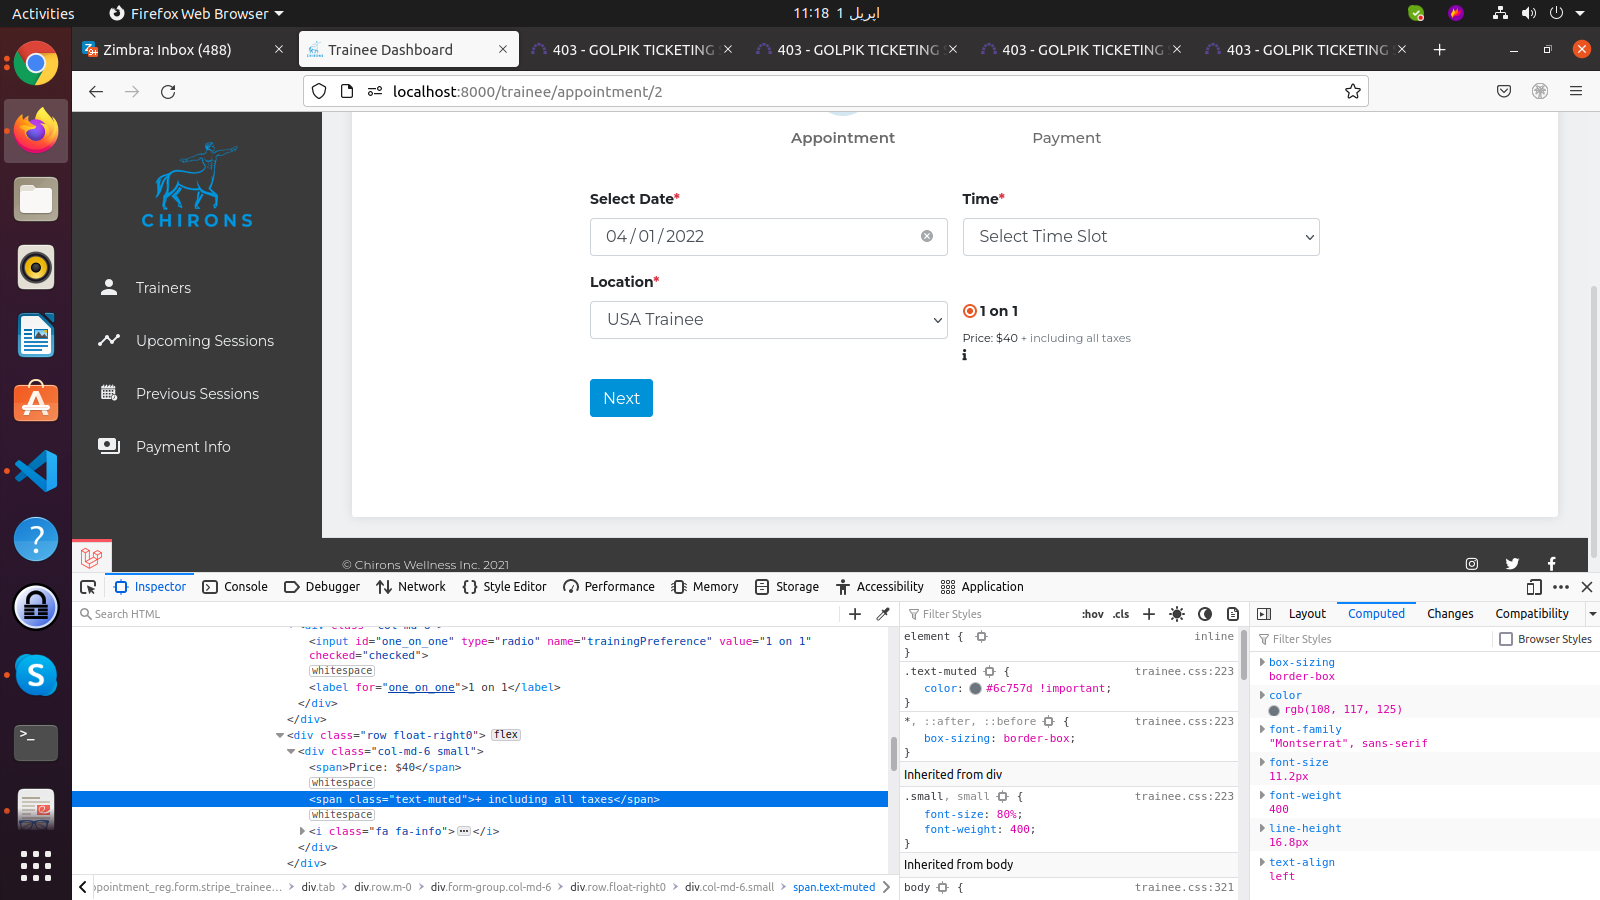 Activities
Firefox Web Browser
11:18 1 اپریل
Zimbra: Inbox (488)
Trainee Dashboard
403 - GOLPIK TICKETING
403 - GOLPIK TICKETING
403 - GOLPIK TICKETING
403 - GOLPIK TICKETING
localhost:8000/trainee/appointment/2
CHIRONS
Trainers
Upcoming Sessions
Previous Sessions
Payment Info
Appointment
Payment
Select Date*
Time*
04/01/2022
Select Time Slot
Location*
USA Trainee
1 on 1
Price: $40 + including all taxes
Next
© Chirons Wellness Inc. 2021
Inspector
Console
Debugger
Network
Style Editor
Performance
Memory
Storage
Accessibility
Application
Search HTML
<input id="one_on_one" type="radio" name="trainingPreference" value="1 on 1"
checked="checked">
whitespace
<label for="one_on_one">1 on 1</label>
</div>
</div>
<div class="row float-right0"> flex
<div class="col-md-6 small">
<span>Price: $40</span>
whitespace
<span class="text-muted">+ including all taxes</span>
whitespace
<i class="fa fa-info"></i>
</div>
</div>
ppointment_reg.form.stripe_trainee... > div.tab > div.row.m-0 > div.form-group.col-md-6 > div.row.float-right0 > div.col-md-6.small > span.text-muted
Filter Styles
:hov .cls
element { inline
}
.text-muted { trainee.css:223
color: #6c757d !important;
}
*, ::after, ::before { trainee.css:223
box-sizing: border-box;
}
Inherited from div
.small, small { trainee.css:223
font-size: 80%;
font-weight: 400;
}
Inherited from body
body { trainee.css:321
Layout
Computed
Changes
Compatibility
Filter Styles
Browser Styles
box-sizing
border-box
color
rgb(108, 117, 125)
font-family
"Montserrat", sans-serif
font-size
11.2px
font-weight
400
line-height
16.8px
text-align
left